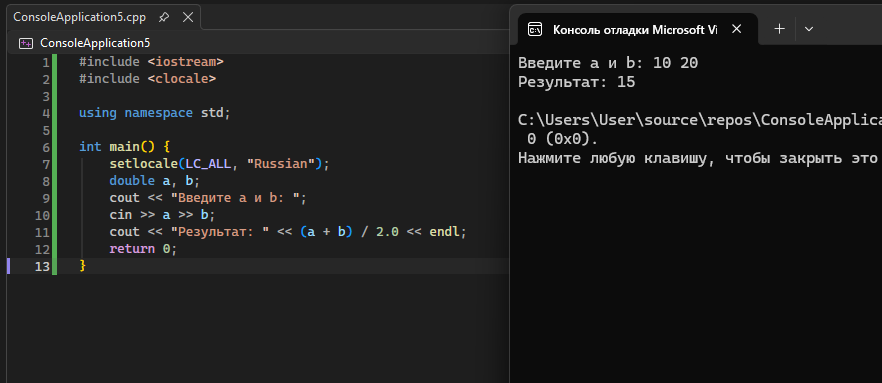 ConsoleApplication5.cpp
ConsoleApplication5
1 #include <iostream>
2 #include <clocale>
3
4 using namespace std;
5
6 int main() {
7 setlocale(LC_ALL, "Russian");
8 double a, b;
9 cout << "Введите a и b: ";
10 cin >> a >> b;
11 cout << "Результат: " << (a + b) / 2.0 << endl;
12 return 0;
13 }
Консоль отладки Microsoft Vi
Введите a и b: 10 20
Результат: 15
C:\Users\User\source\repos\ConsoleApplica
0 (0x0).
Нажмите любую клавишу, чтобы закрыть это